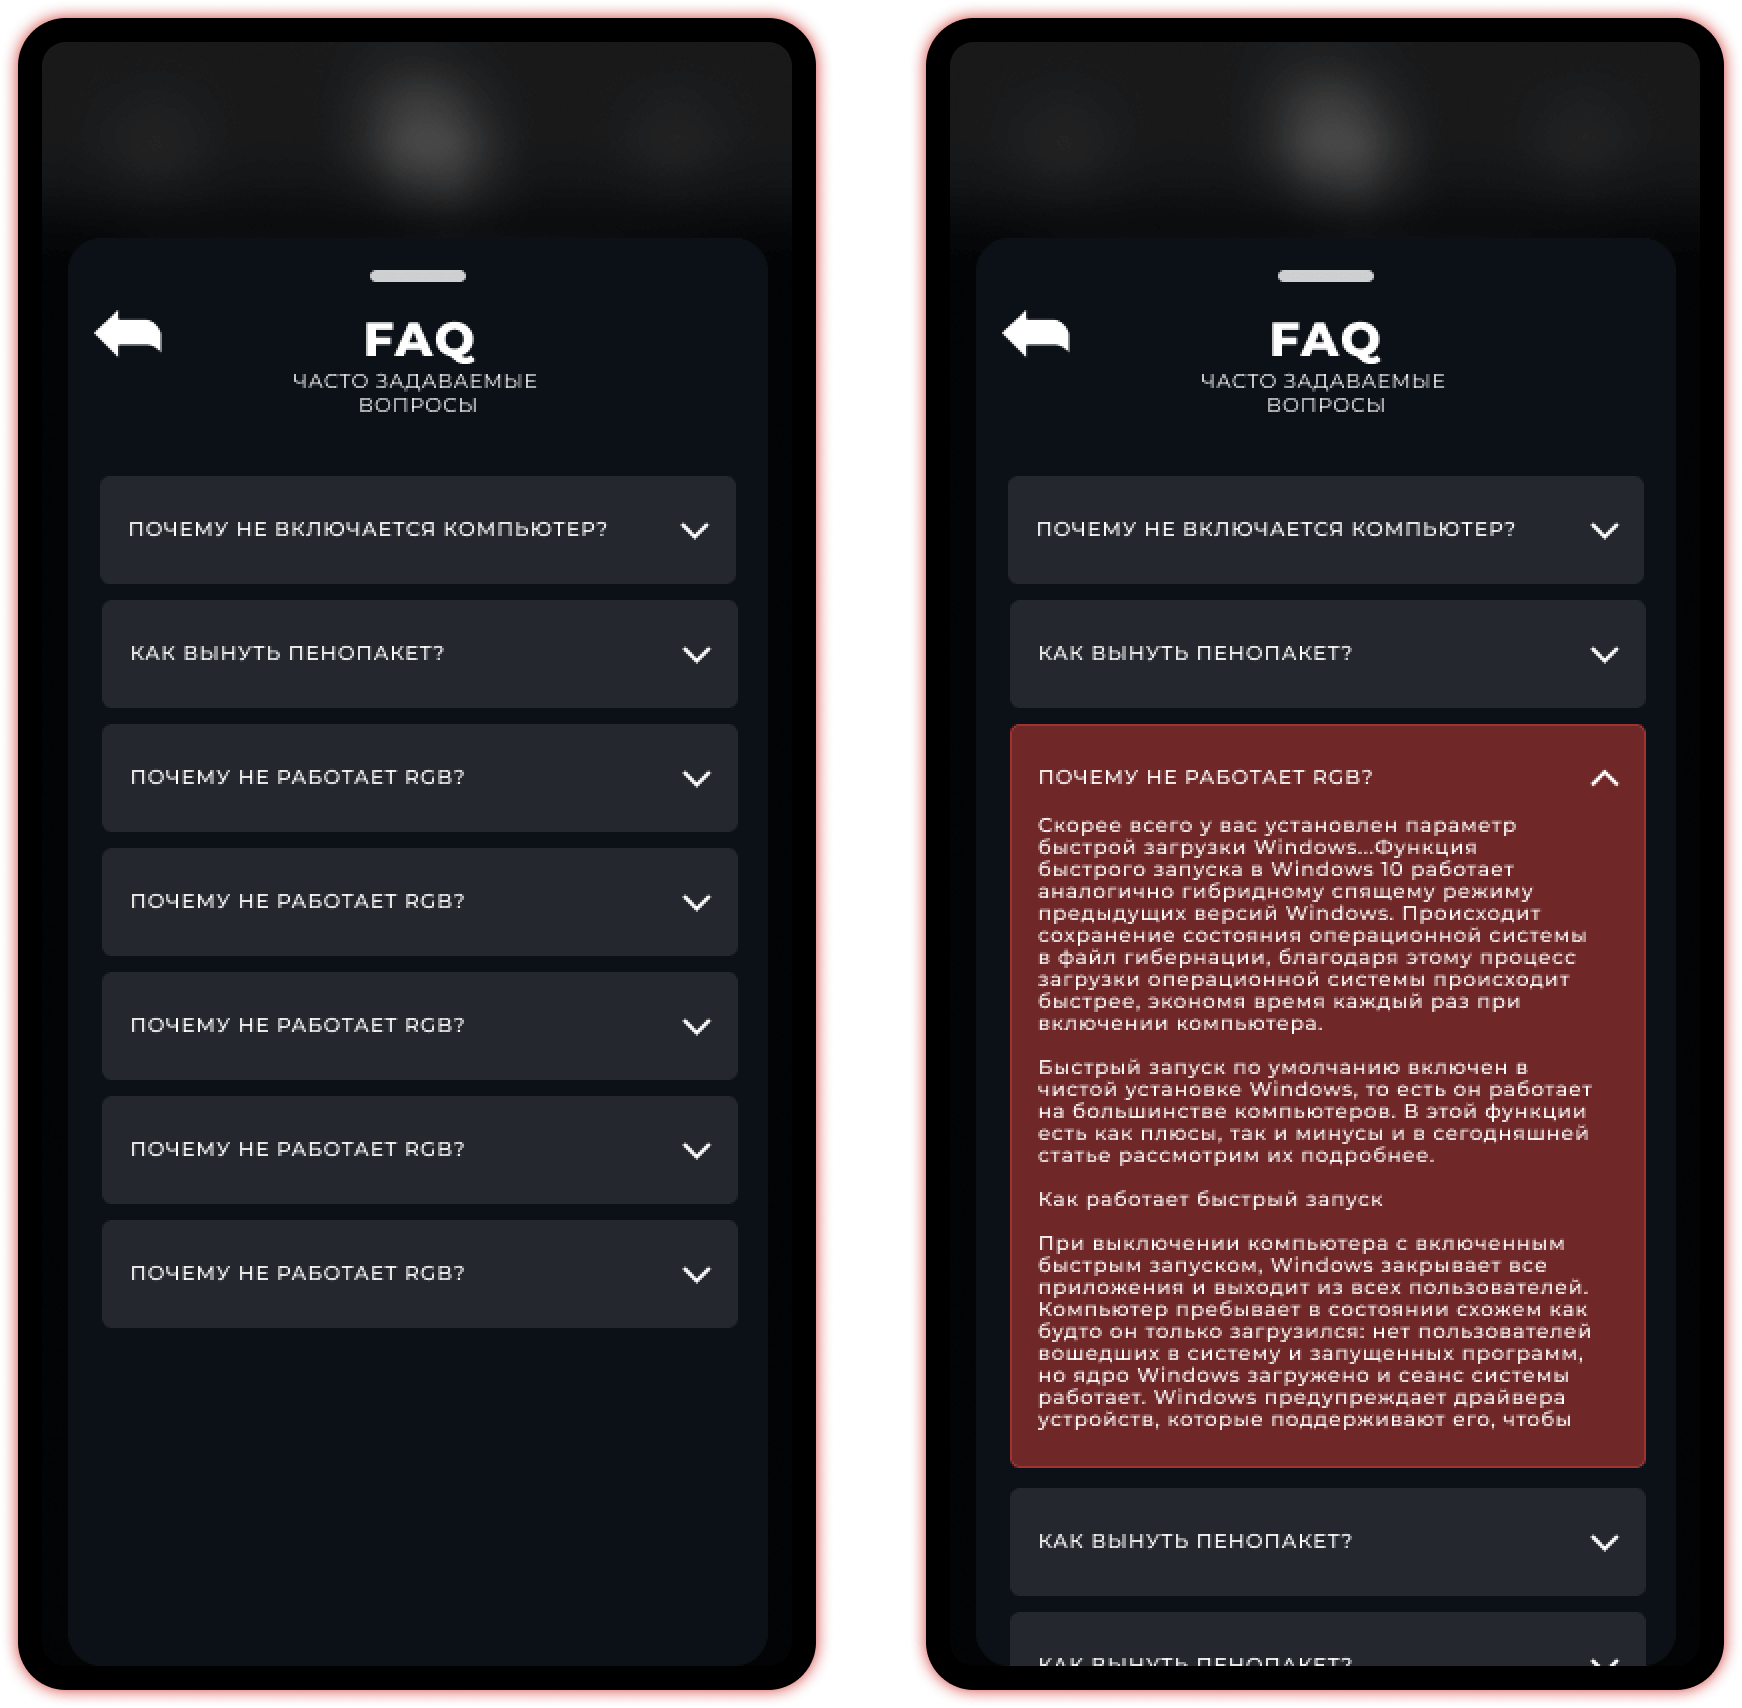 FAQ
ЧАСТО ЗАДАВАЕМЫЕ
ВОПРОСЫ
ПОЧЕМУ НЕ ВКЛЮЧАЕТСЯ КОМПЬЮТЕР?
КАК ВЫНУТЬ ПЕНОПАКЕТ?
ПОЧЕМУ НЕ РАБОТАЕТ RGB?
ПОЧЕМУ НЕ РАБОТАЕТ RGB?
ПОЧЕМУ НЕ РАБОТАЕТ RGB?
ПОЧЕМУ НЕ РАБОТАЕТ RGB?
ПОЧЕМУ НЕ РАБОТАЕТ RGB?
FAQ
ЧАСТО ЗАДАВАЕМЫЕ
ВОПРОСЫ
ПОЧЕМУ НЕ ВКЛЮЧАЕТСЯ КОМПЬЮТЕР?
КАК ВЫНУТЬ ПЕНОПАКЕТ?
ПОЧЕМУ НЕ РАБОТАЕТ RGB?
Скорее всего у вас установлен параметр
быстрой загрузки Windows...Функция
быстрого запуска в Windows 10 работает
аналогично гибридному спящему режиму
предыдущих версий Windows. Происходит
сохранение состояния операционной системы
в файл гибернации, благодаря этому процесс
загрузки операционной системы происходит
быстрее, экономя время каждый раз при
включении компьютера.
Быстрый запуск по умолчанию включен в
чистой установке Windows, то есть он работает
на большинстве компьютеров. В этой функции
есть как плюсы, так и минусы и в сегодняшней
статье рассмотрим их подробнее.
Как работает быстрый запуск
При выключении компьютера с включенным
быстрым запуском, Windows закрывает все
приложения и выходит из всех пользователей.
Компьютер пребывает в состоянии схожем как
будто он только загрузился: нет пользователей
вошедших в систему и запущенных программ,
но ядро Windows загружено и сеанс системы
работает. Windows предупреждает драйвера
устройств, которые поддерживают его, чтобы
КАК ВЫНУТЬ ПЕНОПАКЕТ?
КАК ВЫНУТЬ ПЕНОПАКЕТ?